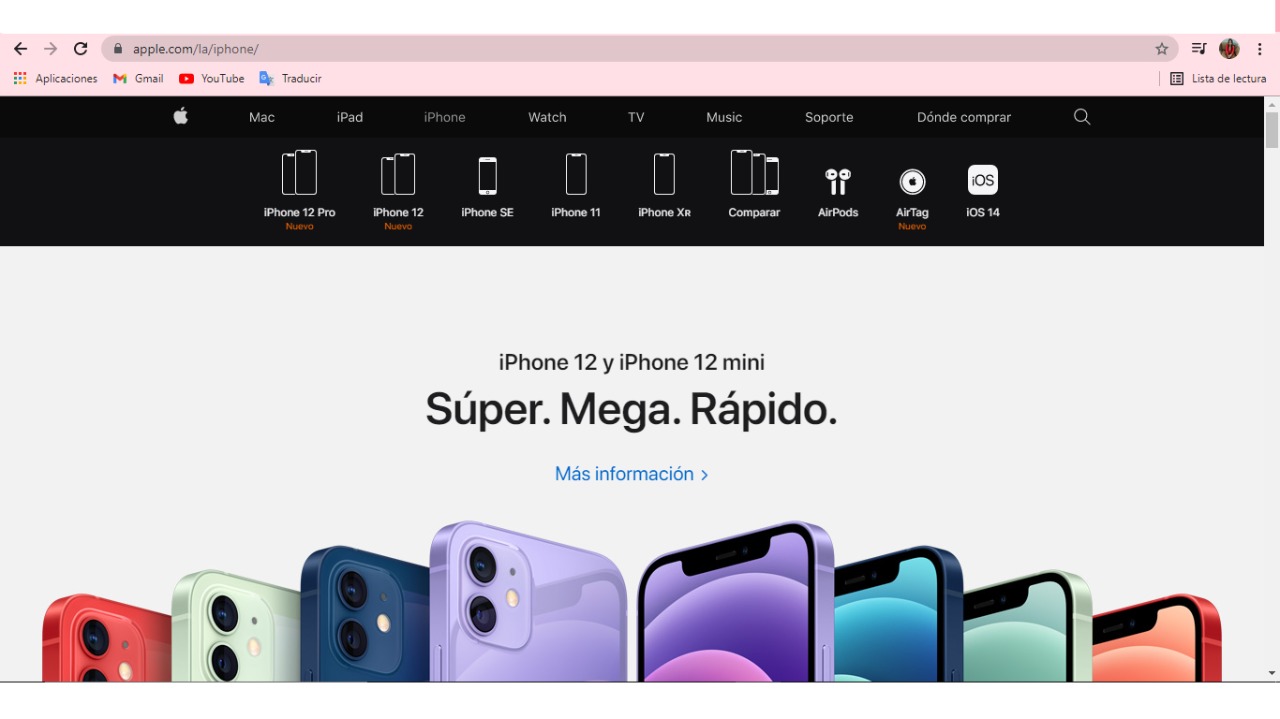 apple.com/la/iphone/
Aplicaciones Gmail YouTube Traducir Lista de lectura
Mac iPad iPhone Watch TV Music Soporte Dónde comprar
iOS
iPhone 12 Pro iPhone 12 iPhone SE iPhone 11 iPhone XR Comparar AirPods AirTag iOS 14
Nuevo Nuevo Nuevo
iPhone 12 y iPhone 12 mini
Súper. Mega. Rápido.
Más información >